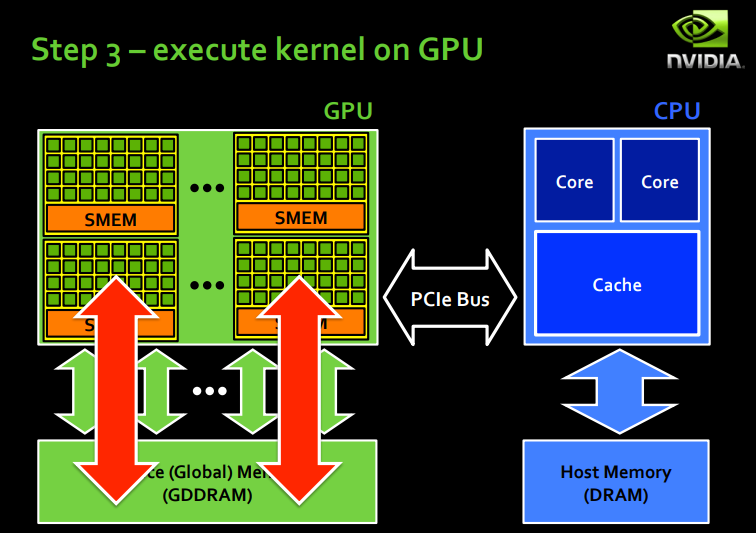 Step 3 – execute kernel on GPU
NVIDIA.
GPU
CPU
SMEM
SMEM
Core
Core
Cache
PCIe Bus
(Global)
(GDDRAM)
Host Memory
(DRAM)